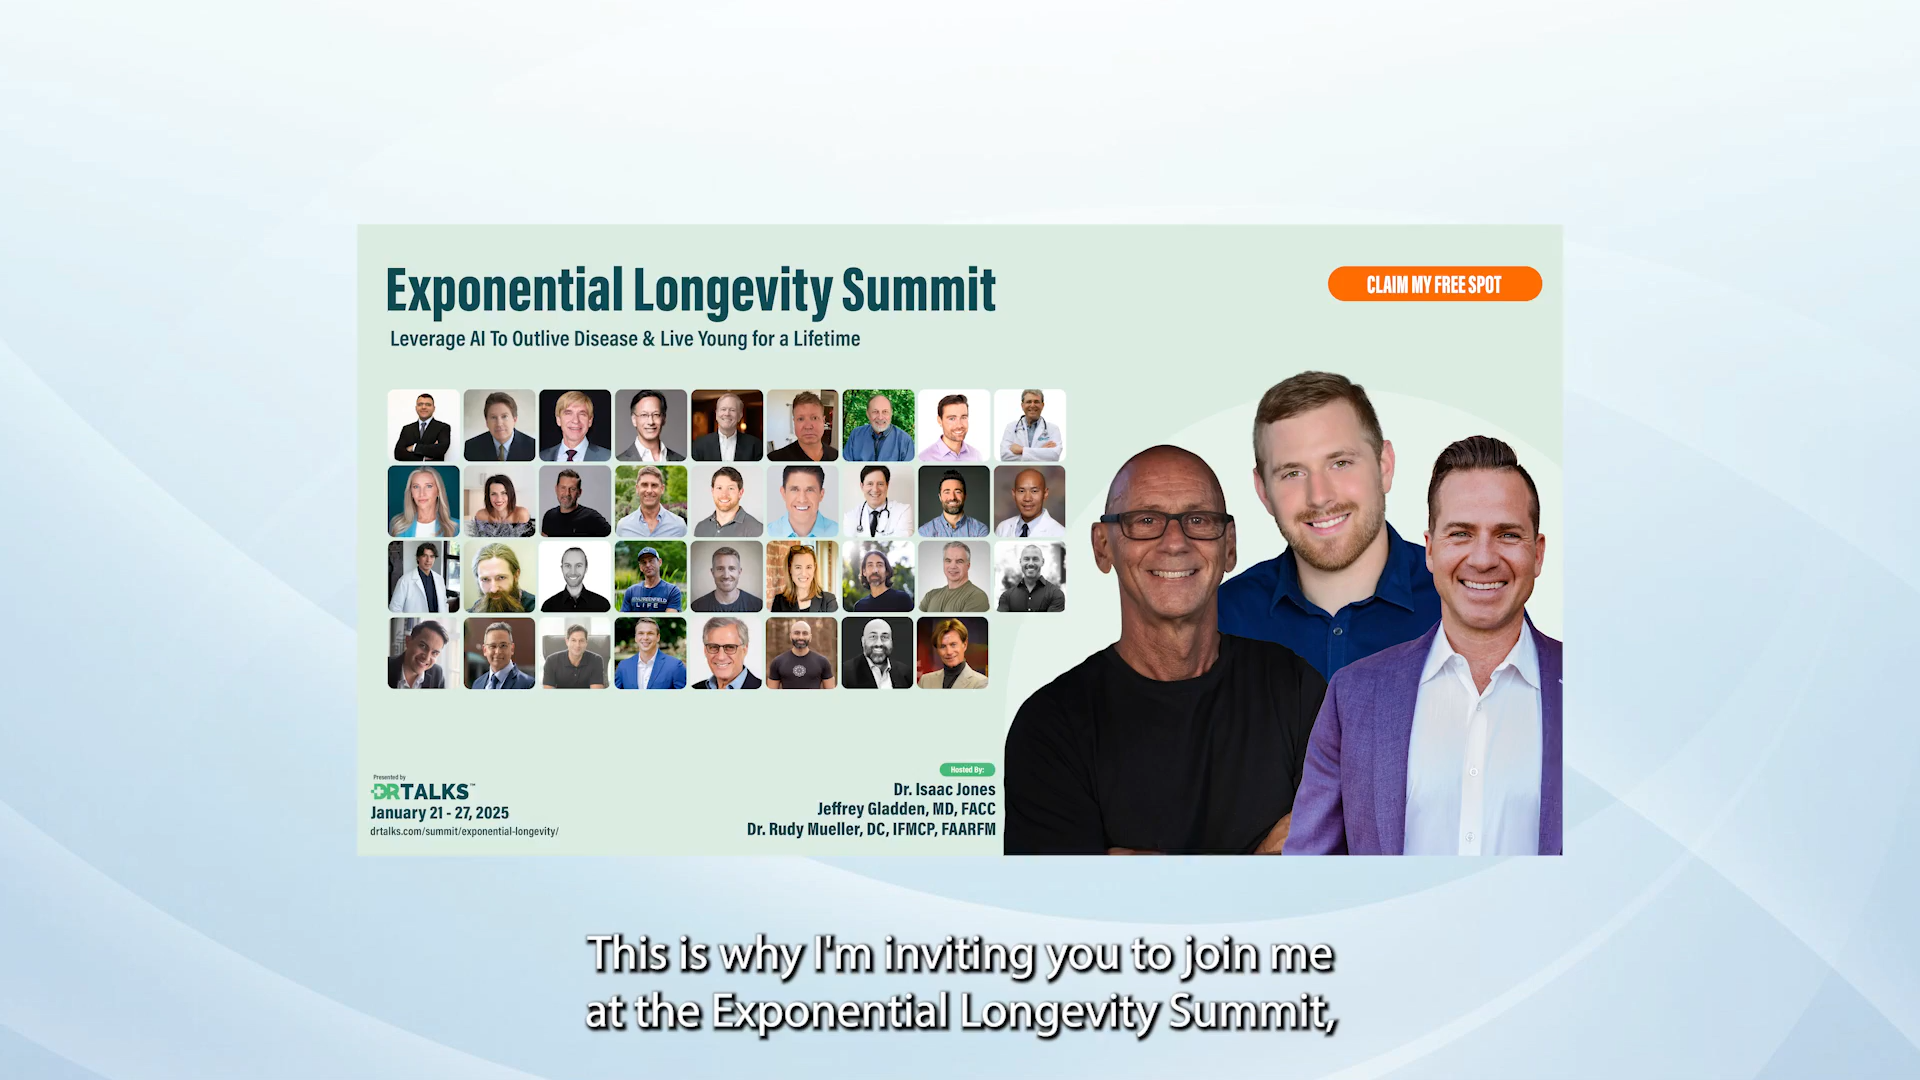 Exponential Longevity Summit
Leverage AI To Outlive Disease & Live Young for a Lifetime
CLAIM MY FREE SPOT
LIFE
Presented by
DRTALKS™
January 21 - 27, 2025
drtalks.com/summit/exponential-longevity/
Hosted By:
Dr. Isaac Jones
Jeffrey Gladden, MD, FACC
Dr. Rudy Mueller, DC, IFMCP, FAARFM
This is why I'm inviting you to join me
at the Exponential Longevity Summit,